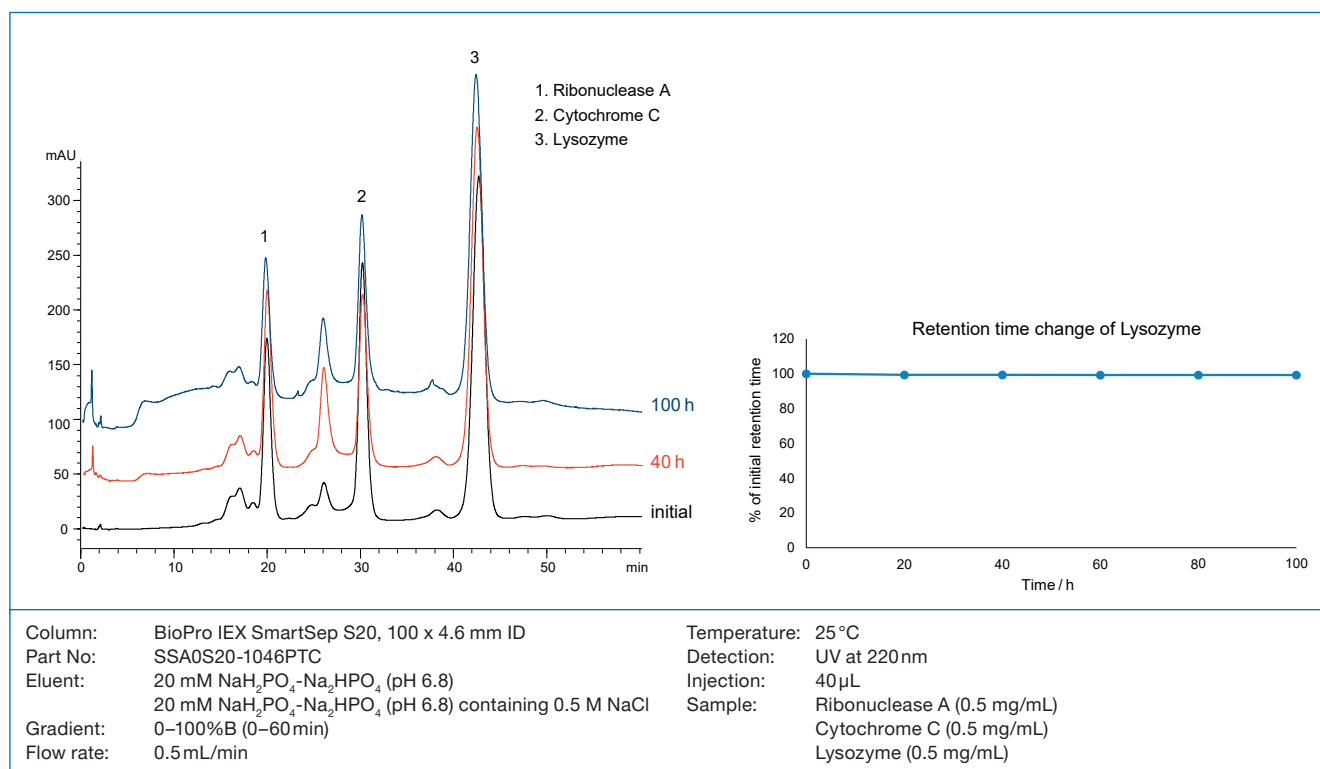 3
1. Ribonuclease A
2. Cytochrome C
3. Lysozyme
mAU
300
250
200
150
100
50
0
1
2
100 h
40 h
initial
0
10
20
30
40
50
min
Retention time change of Lysozyme
% of initial retention time
120
100
80
60
40
20
0
0
20
40
60
80
100
Time / h
Column: BioPro IEX SmartSep S20, 100 x 4.6 mm ID
Part No: SSA0S20-1046PTC
Eluent: 20 mM NaH₂PO₄-Na₂HPO₄ (pH 6.8)
20 mM NaH₂PO₄-Na₂HPO₄ (pH 6.8) containing 0.5 M NaCl
Gradient: 0–100%B (0–60 min)
Flow rate: 0.5 mL/min
Temperature: 25 °C
Detection: UV at 220 nm
Injection: 40 µL
Sample: Ribonuclease A (0.5 mg/mL)
Cytochrome C (0.5 mg/mL)
Lysozyme (0.5 mg/mL)